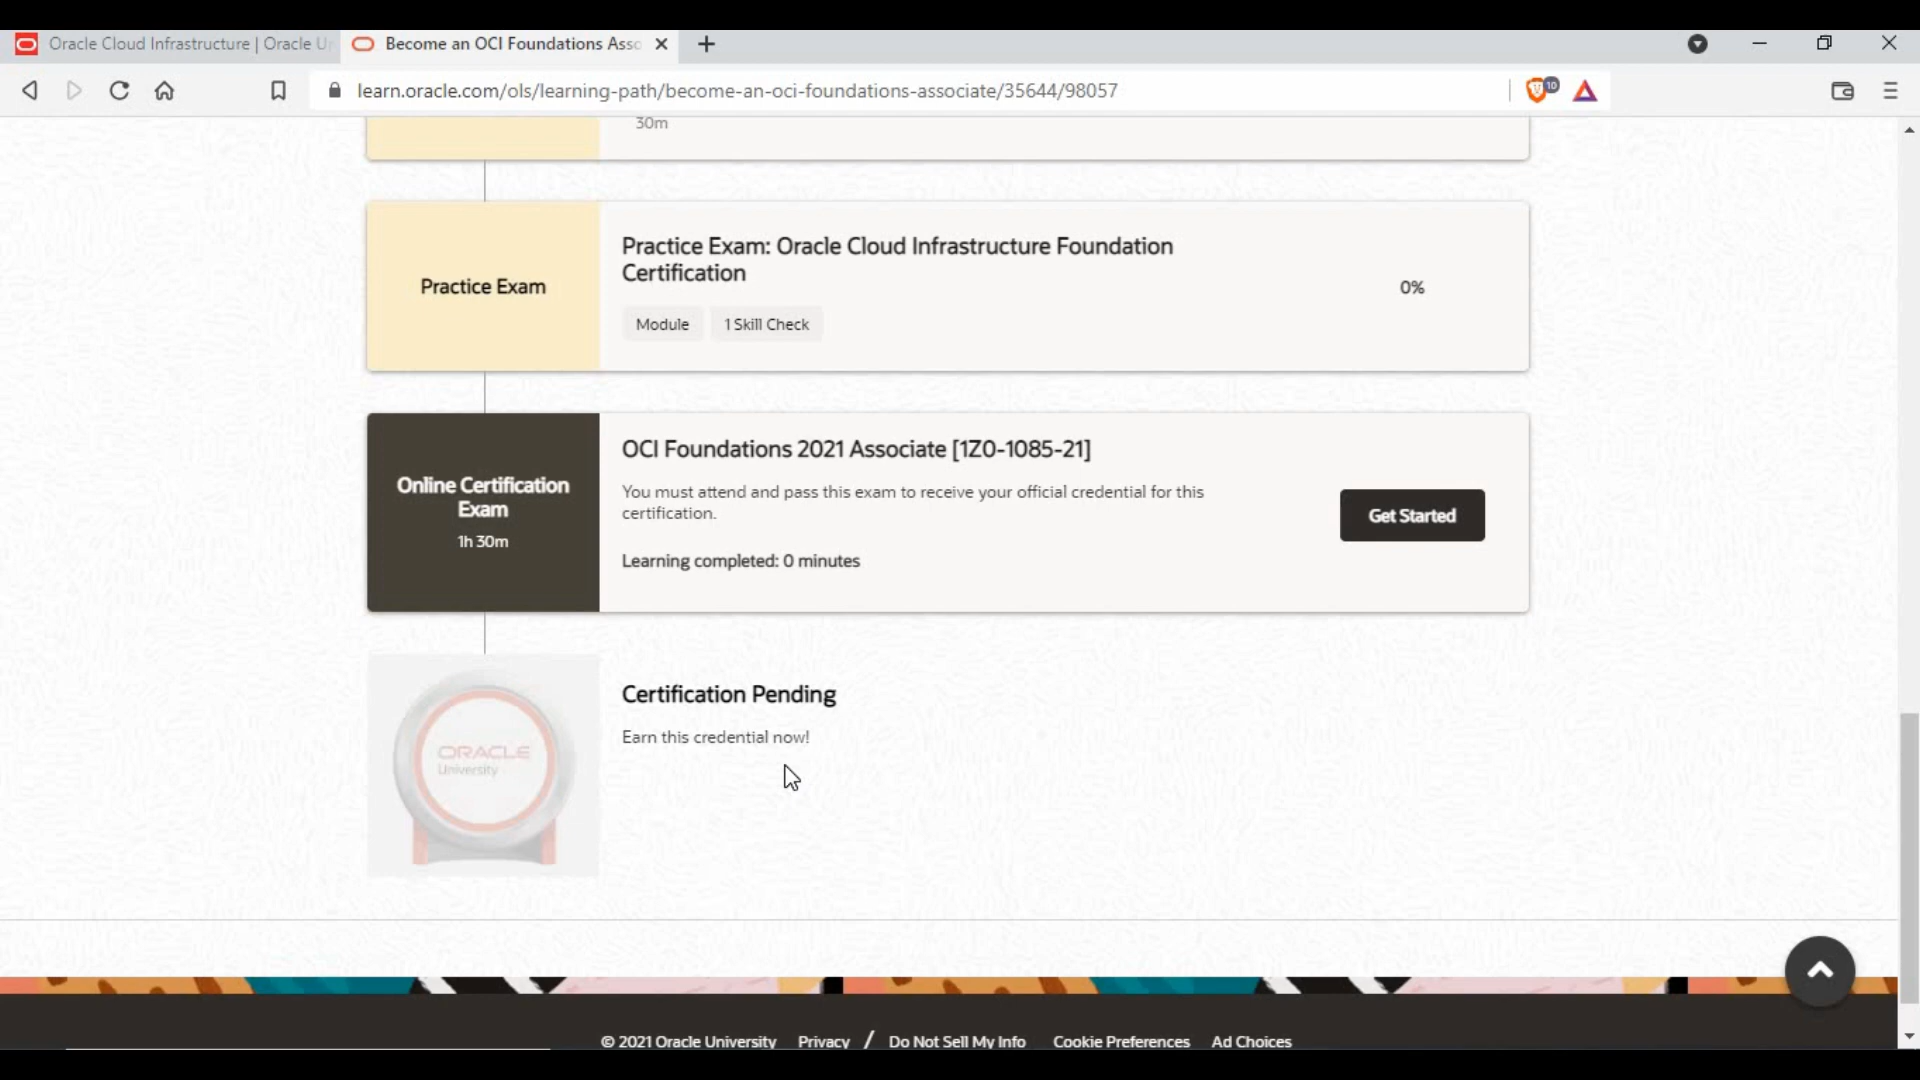 Oracle Cloud Infrastructure | Oracle U
Become an OCI Foundations Asso
learn.oracle.com/ols/learning-path/become-an-oci-foundations-associate/35644/98057
10
30m
Practice Exam
Practice Exam: Oracle Cloud Infrastructure Foundation
Certification
Module
1 Skill Check
0%
Online Certification
Exam
1h 30m
OCI Foundations 2021 Associate [1Z0-1085-21]
You must attend and pass this exam to receive your official credential for this
certification.
Learning completed: 0 minutes
Get Started
ORACLE
University
Certification Pending
Earn this credential now!
© 2021 Oracle University Privacy / Do Not Sell My Info Cookie Preferences Ad Choices